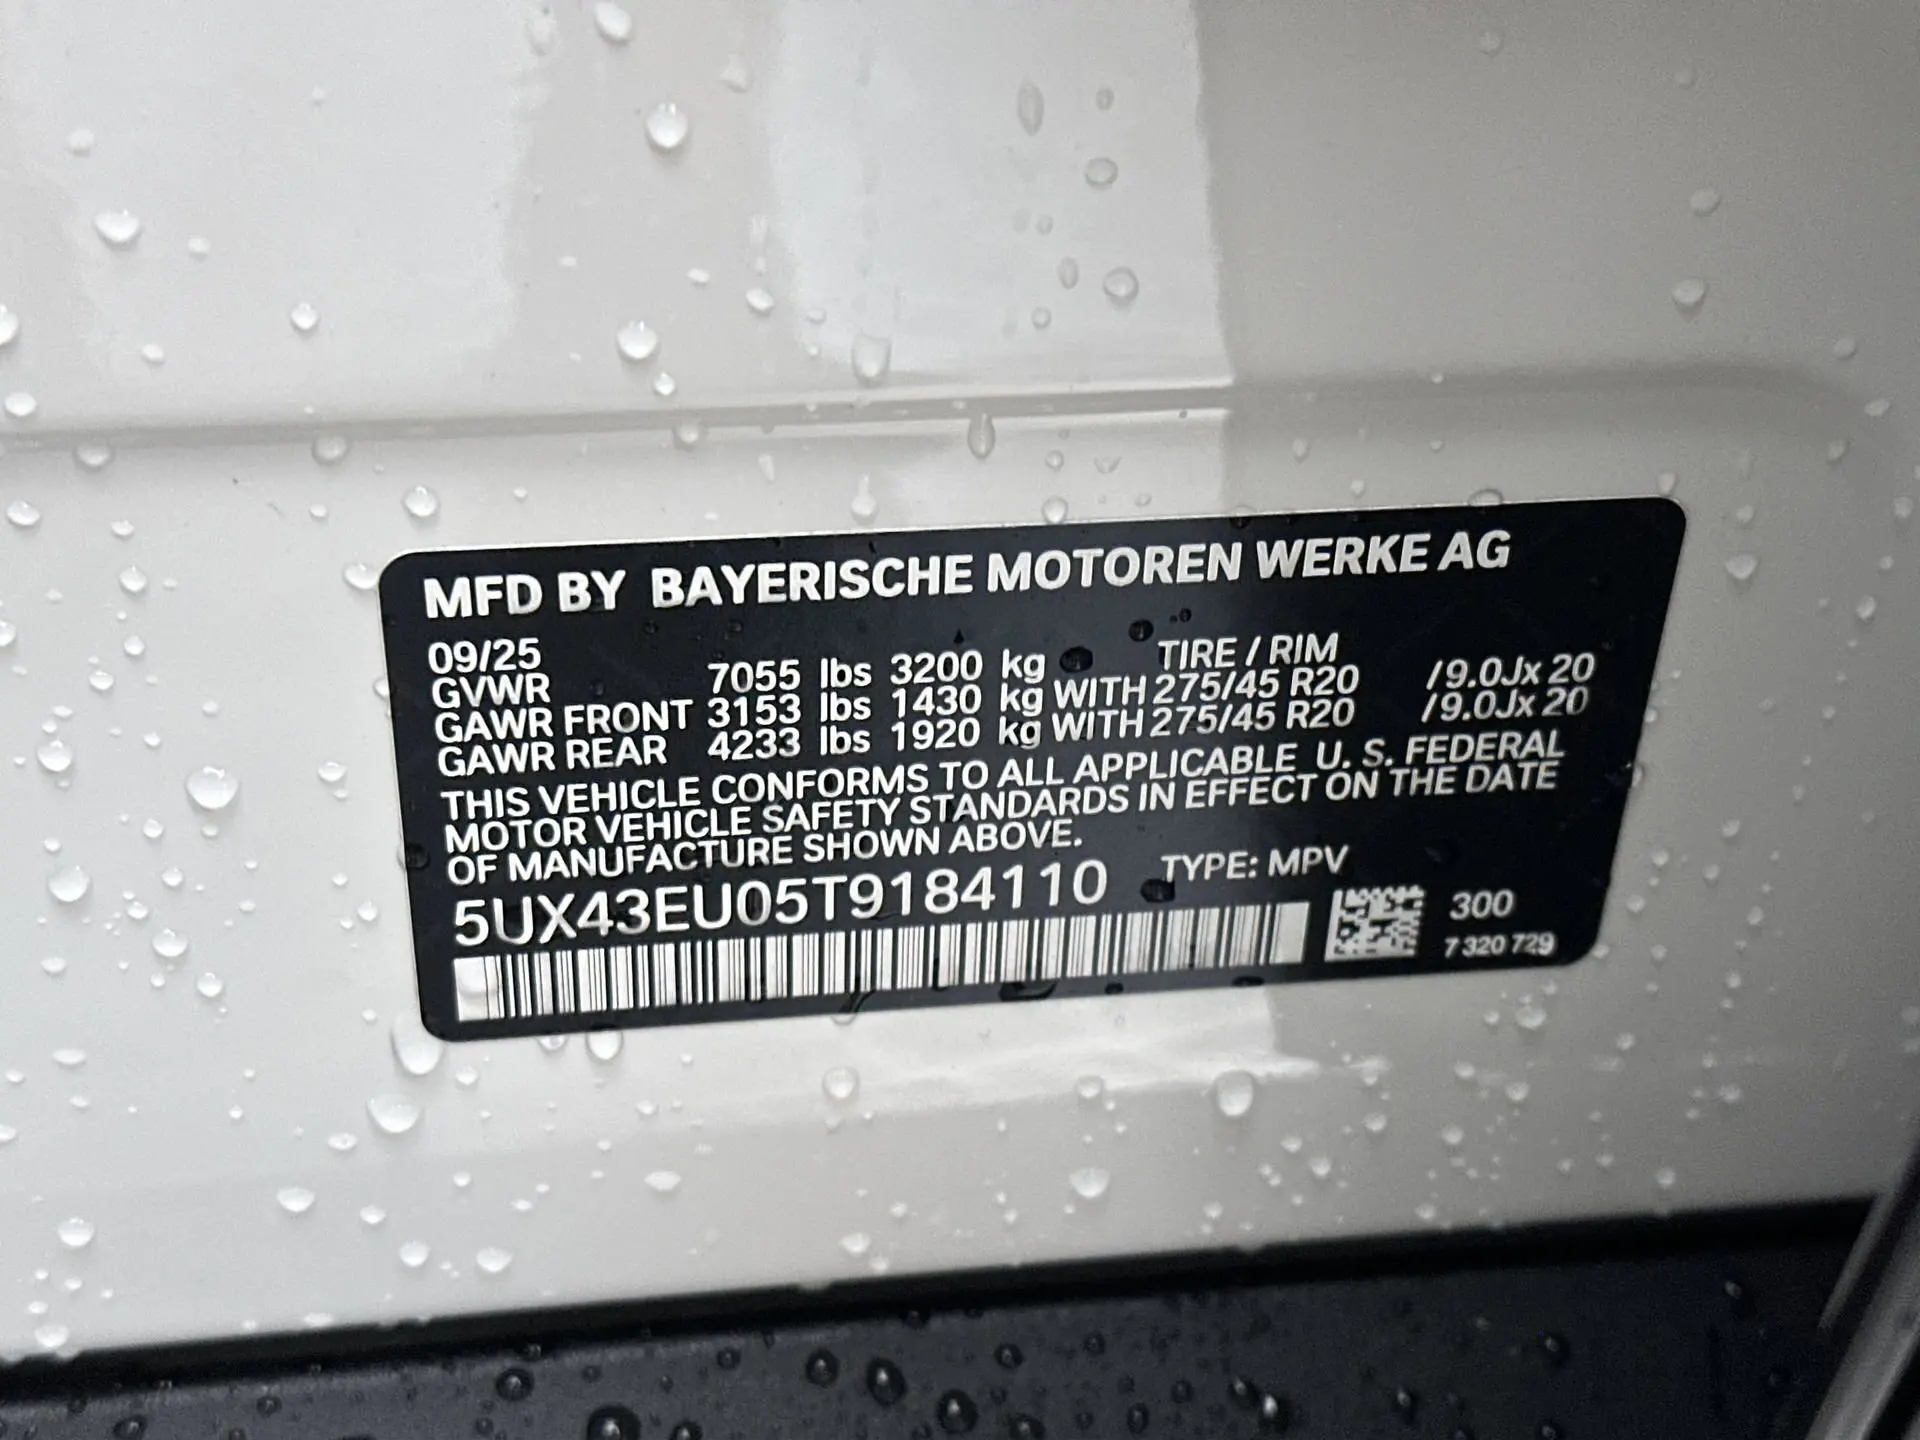 MFD BY BAYERISCHE MOTOREN WERKE AG
09/25 TIRE / RIM
GVWR 7055 lbs 3200 kg
GAWR FRONT 3153 lbs 1430 kg WITH 275/45 R20 /9.0Jx 20
GAWR REAR 4233 lbs 1920 kg WITH 275/45 R20 /9.0Jx 20
THIS VEHICLE CONFORMS TO ALL APPLICABLE U. S. FEDERAL
MOTOR VEHICLE SAFETY STANDARDS IN EFFECT ON THE DATE
OF MANUFACTURE SHOWN ABOVE.
5UX43EU05T9184110 TYPE: MPV
300
7 320 729